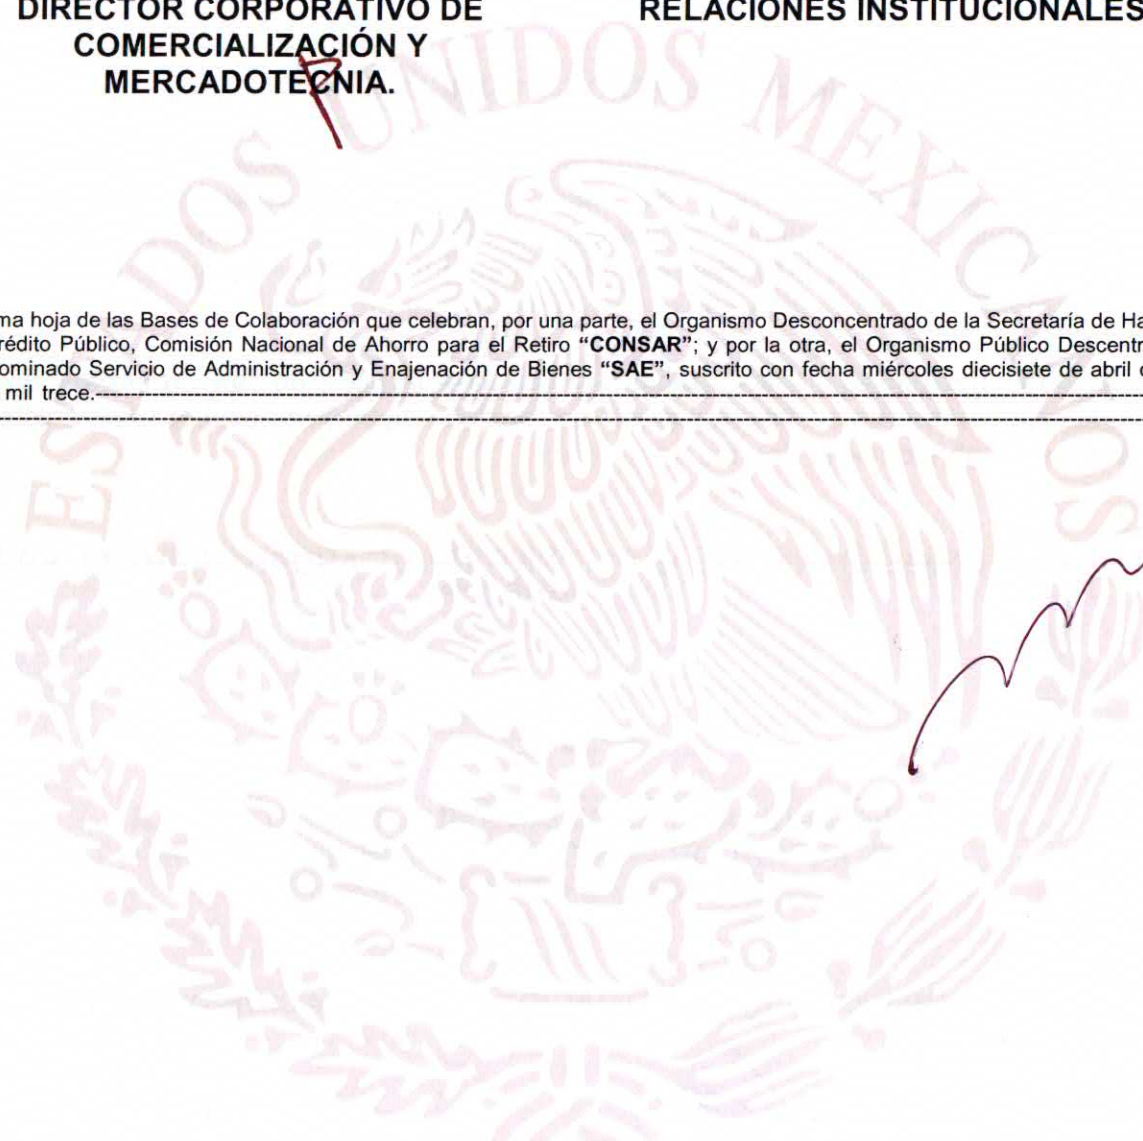 DIRECTOR CORPORATIVO DE
COMERCIALIZACIÓN Y
MERCADOTECNIA.
RELACIONES INSTITUCIONALES
ma hoja de las Bases de Colaboración que celebran, por una parte, el Organismo Desconcentrado de la Secretaría de Ha
rédito Público, Comisión Nacional de Ahorro para el Retiro “CONSAR”; y por la otra, el Organismo Público Descentr
ominado Servicio de Administración y Enajenación de Bienes “SAE”, suscrito con fecha miércoles diecisiete de abril
mil trece.
ESTADOS UNIDOS MEXICANOS